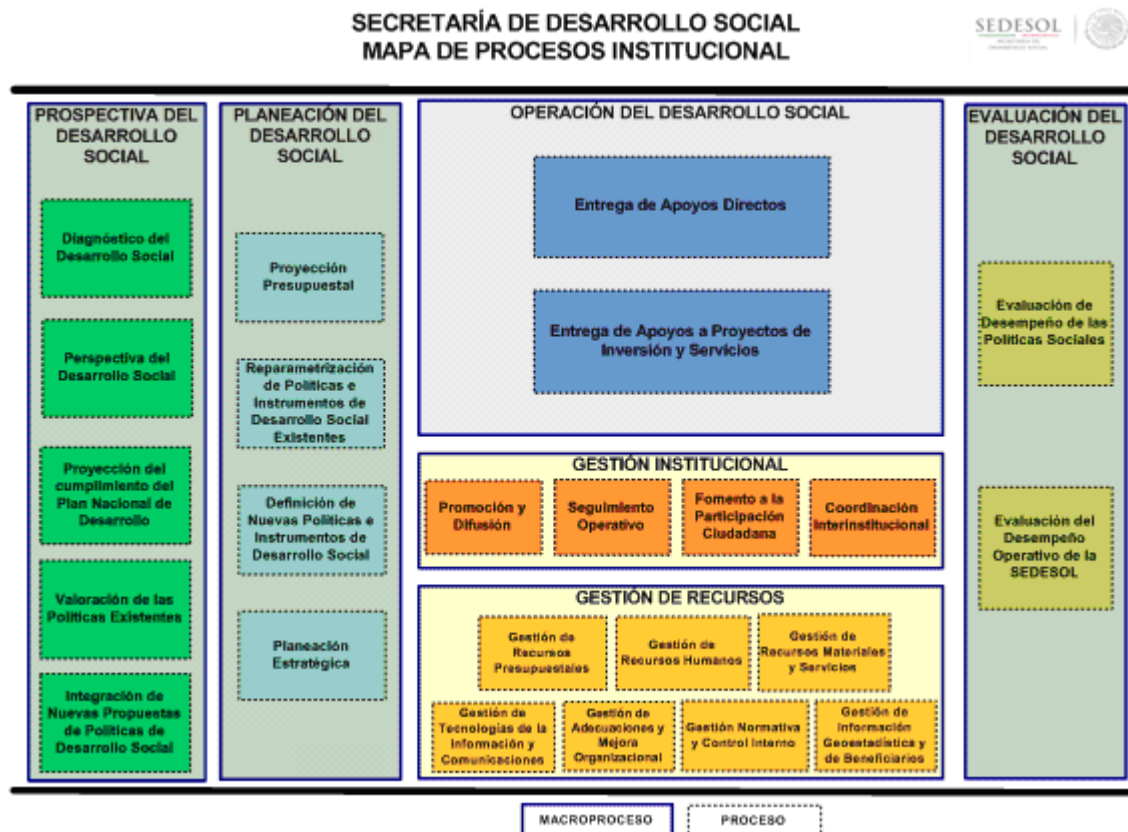 SECRETARÍA DE DESARROLLO SOCIAL
MAPA DE PROCESOS INSTITUCIONAL
SEDESOL
SECRETARÍA DE
DESARROLLO SOCIAL
PROSPECTIVA DEL
DESARROLLO
SOCIAL
Diagnóstico del
Desarrollo Social
Perspectiva del
Desarrollo Social
Proyección del
cumplimiento del
Plan Nacional de
Desarrollo
Valoración de las
Políticas Existentes
Integración de
Nuevas Propuestas
de Políticas de
Desarrollo Social
PLANEACIÓN DEL
DESARROLLO
SOCIAL
Proyección
Presupuestal
Reparametrización
de Políticas e
Instrumentos de
Desarrollo Social
Existentes
Definición de
Nuevas Políticas e
Instrumentos de
Desarrollo Social
Planeación
Estratégica
OPERACIÓN DEL DESARROLLO SOCIAL
Entrega de Apoyos Directos
Entrega de Apoyos a Proyectos de
Inversión y Servicios
GESTIÓN INSTITUCIONAL
Promoción y
Difusión
Seguimiento
Operativo
Fomento a la
Participación
Ciudadana
Coordinación
Interinstitucional
GESTIÓN DE RECURSOS
Gestión de
Recursos
Presupuestales
Gestión de
Recursos Humanos
Gestión de
Recursos Materiales
y Servicios
Gestión de
Tecnologías de la
Información y
Comunicaciones
Gestión de
Adecuaciones y
Mejora
Organizacional
Gestión Normativa
y Control Interno
Gestión de
Información
Geoestadística y
de Beneficiarios
EVALUACIÓN DEL
DESARROLLO
SOCIAL
Evaluación de
Desempeño de las
Políticas Sociales
Evaluación del
Desempeño
Operativo de la
SEDESOL
MACROPROCESO
PROCESO